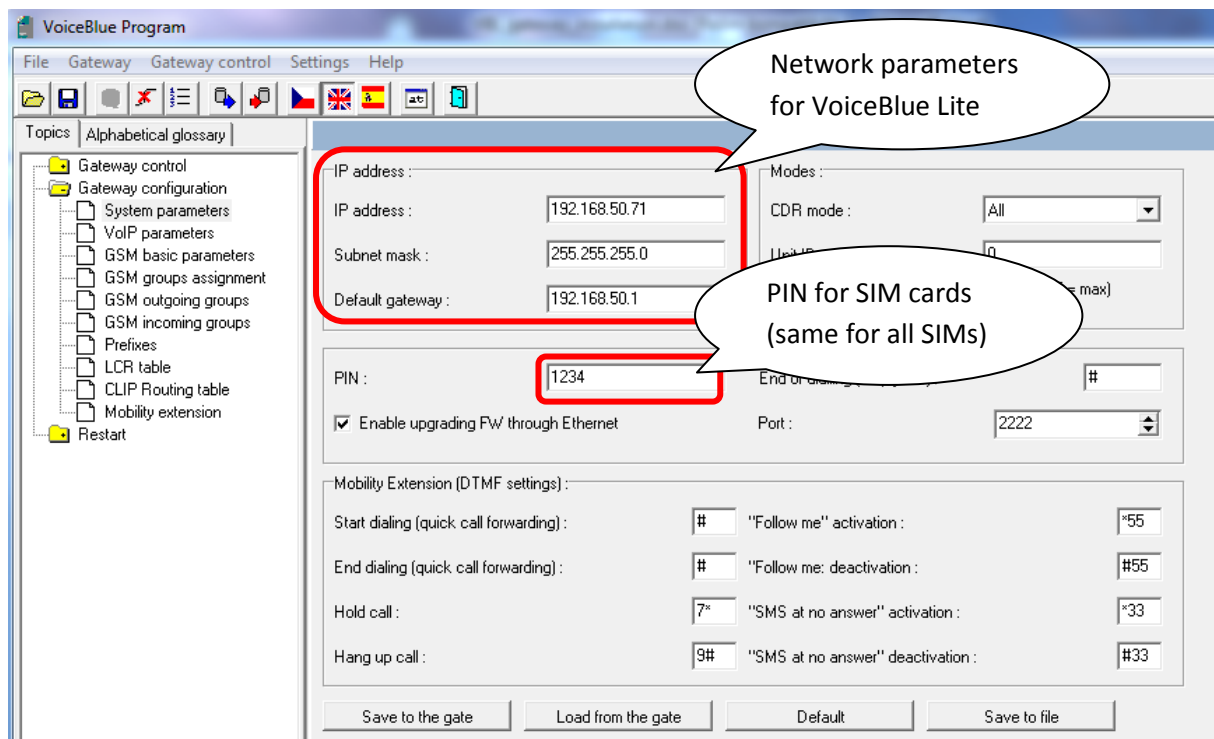 VoiceBlue Program
File Gateway Gateway control Settings Help
Network parameters
for VoiceBlue Lite
Topics Alphabetical glossary
Gateway control
Gateway configuration
System parameters
VoIP parameters
GSM basic parameters
GSM groups assignment
GSM outgoing groups
GSM incoming groups
Prefixes
LCR table
CLIP Routing table
Mobility extension
Restart
IP address :
IP address : 192.168.50.71
Subnet mask : 255.255.255.0
Default gateway : 192.168.50.1
Modes :
CDR mode : All
0
= max)
PIN for SIM cards
(same for all SIMs)
PIN : 1234
#
Enable upgrading FW through Ethernet
Port : 2222
Mobility Extension (DTMF settings) :
Start dialing (quick call forwarding) : # "Follow me" activation : *55
End dialing (quick call forwarding) : # "Follow me: deactivation : #55
Hold call : 7* "SMS at no answer" activation : *33
Hang up call : 9# "SMS at no answer" deactivation : #33
Save to the gate Load from the gate Default Save to file